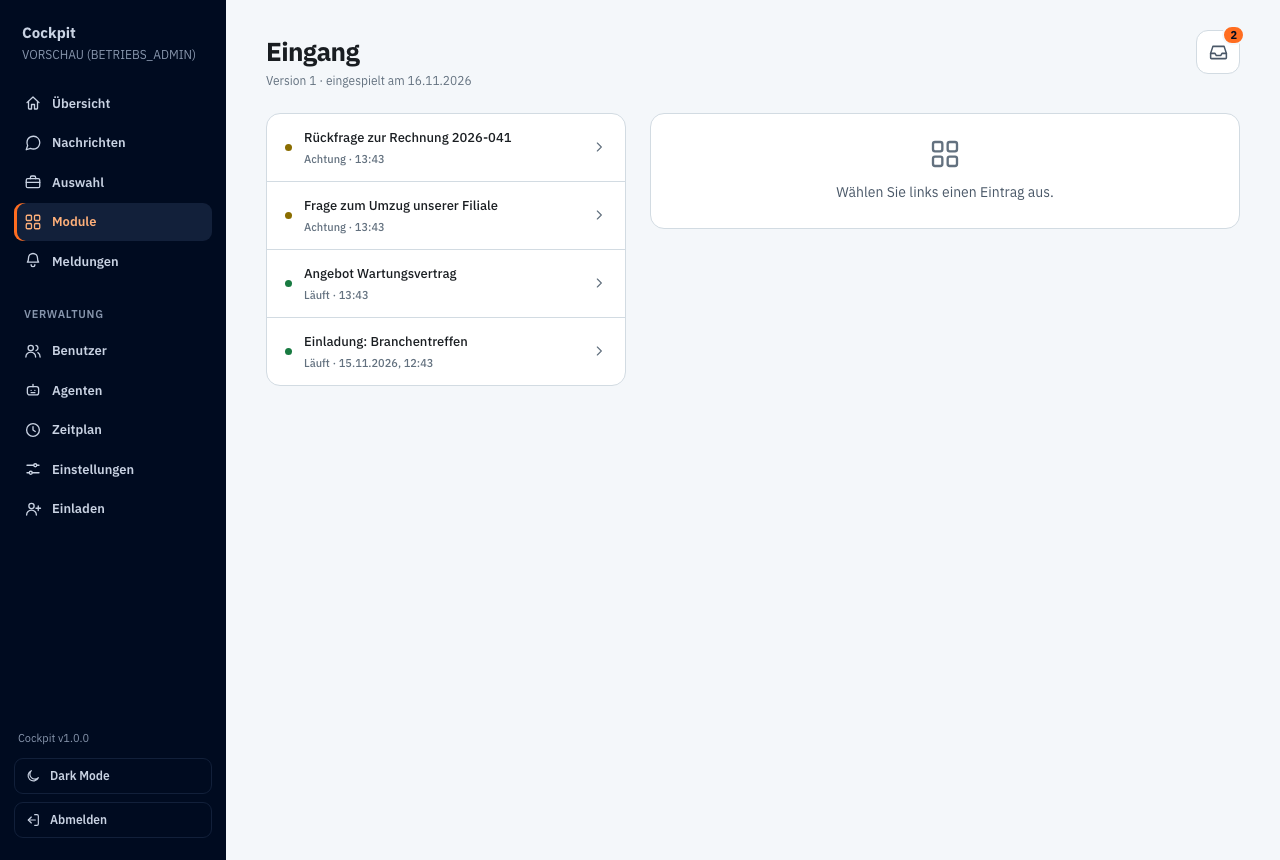 Cockpit
VORSCHAU (BETRIEBS_ADMIN)
Übersicht
Nachrichten
Auswahl
Module
Meldungen
VERWALTUNG
Benutzer
Agenten
Zeitplan
Einstellungen
Einladen
Cockpit v1.0.0
Dark Mode
Abmelden
Eingang
Version 1 · eingespielt am 16.11.2026
2
Rückfrage zur Rechnung 2026-041
Achtung · 13:43
Frage zum Umzug unserer Filiale
Achtung · 13:43
Angebot Wartungsvertrag
Läuft · 13:43
Einladung: Branchentreffen
Läuft · 15.11.2026, 12:43
Wählen Sie links einen Eintrag aus.